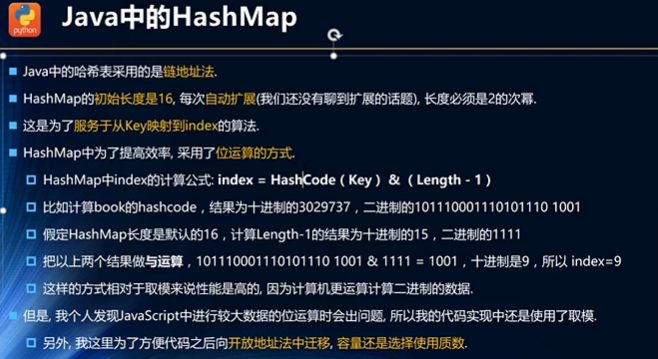 python
Java中的HashMap
Java中的哈希表采用的是链地址法.
HashMap的初始长度是16, 每次自动扩展(我们还没有聊到扩展的话题), 长度必须是2的次幂.
这是为了服务于从Key映射到index的算法.
HashMap中为了提高效率, 采用了位运算的方式.
HashMap中index的计算公式: index = HashCode（Key） & （Length - 1）
比如计算book的hashcode，结果为十进制的3029737，二进制的101110001110101110 1001
假定HashMap长度是默认的16，计算Length-1的结果为十进制的15，二进制的1111
把以上两个结果做与运算，101110001110101110 1001 & 1111 = 1001，十进制是9，所以 index=9
这样的方式相对于取模来说性能是高的, 因为计算机更运算计算二进制的数据.
但是, 我个人发现JavaScript中进行较大数据的位运算时会出问题, 所以我的代码实现中还是使用了取模.
另外, 我这里为了方便代码之后向开放地址法中迁移, 容量还是选择使用质数.